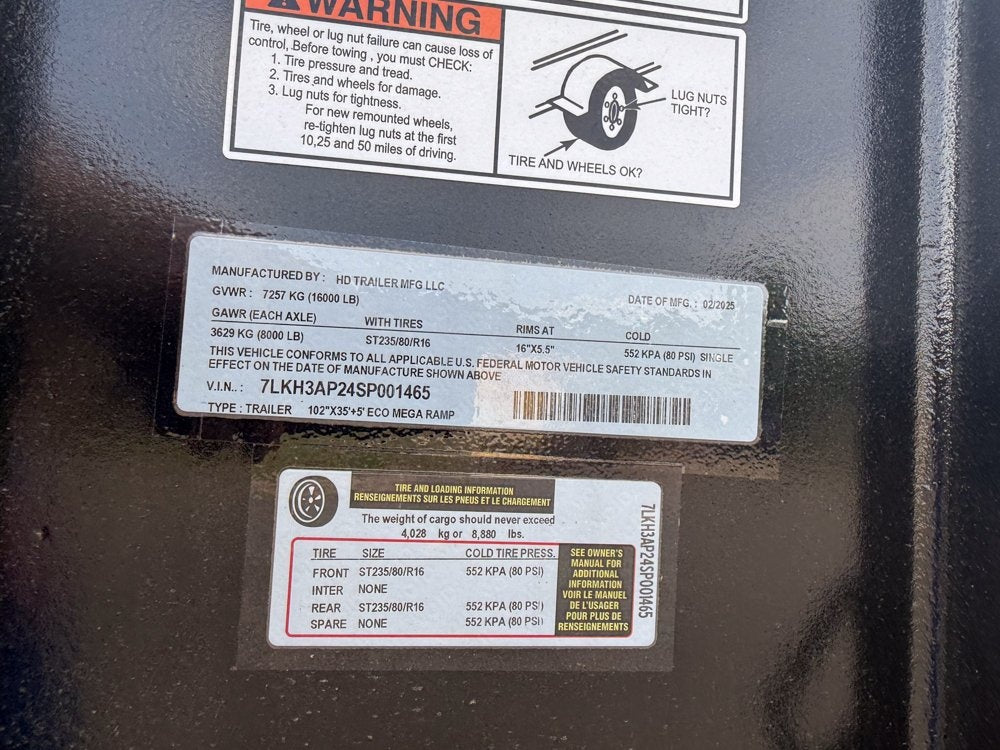 WARNING
Tire, wheel or lug nut failure can cause loss of
control, .Before towing , you must CHECK:
1. Tire pressure and tread.
2. Tires and wheels for damage.
3. Lug nuts for tightness.
For new remounted wheels,
re-tighten lug nuts at the first
10,25 and 50 miles of driving.
LUG NUTS
TIGHT?
TIRE AND WHEELS OK?
MANUFACTURED BY : HD TRAILER MFG LLC
DATE OF MFG. : 02/2025
GVWR : 7257 KG (16000 LB)
GAWR (EACH AXLE) WITH TIRES RIMS AT COLD
3629 KG (8000 LB) ST235/80/R16 16"X5.5" 552 KPA (80 PSI) SINGLE
THIS VEHICLE CONFORMS TO ALL APPLICABLE U.S. FEDERAL MOTOR VEHICLE SAFETY STANDARDS IN
EFFECT ON THE DATE OF MANUFACTURE SHOWN ABOVE
V.I.N.. : 7LKH3AP24SP001465
TYPE : TRAILER 102"X35'+5' ECO MEGA RAMP
TIRE AND LOADING INFORMATION
RENSEIGNEMENTS SUR LES PNEUS ET LE CHARGEMENT
The weight of cargo should never exceed
4,028 kg or 8,880 lbs.
TIRE SIZE COLD TIRE PRESS.
FRONT ST235/80/R16 552 KPA (80 PSI)
INTER NONE
REAR ST235/80/R16 552 KPA (80 PSI)
SPARE NONE 552 KPA (80 PSI)
SEE OWNER'S
MANUAL FOR
ADDITIONAL
INFORMATION
VOIR LE MANUEL
DE L'USAGER
POUR PLUS DE
RENSEIGNEMENTS
7LKH3AP24SP001465